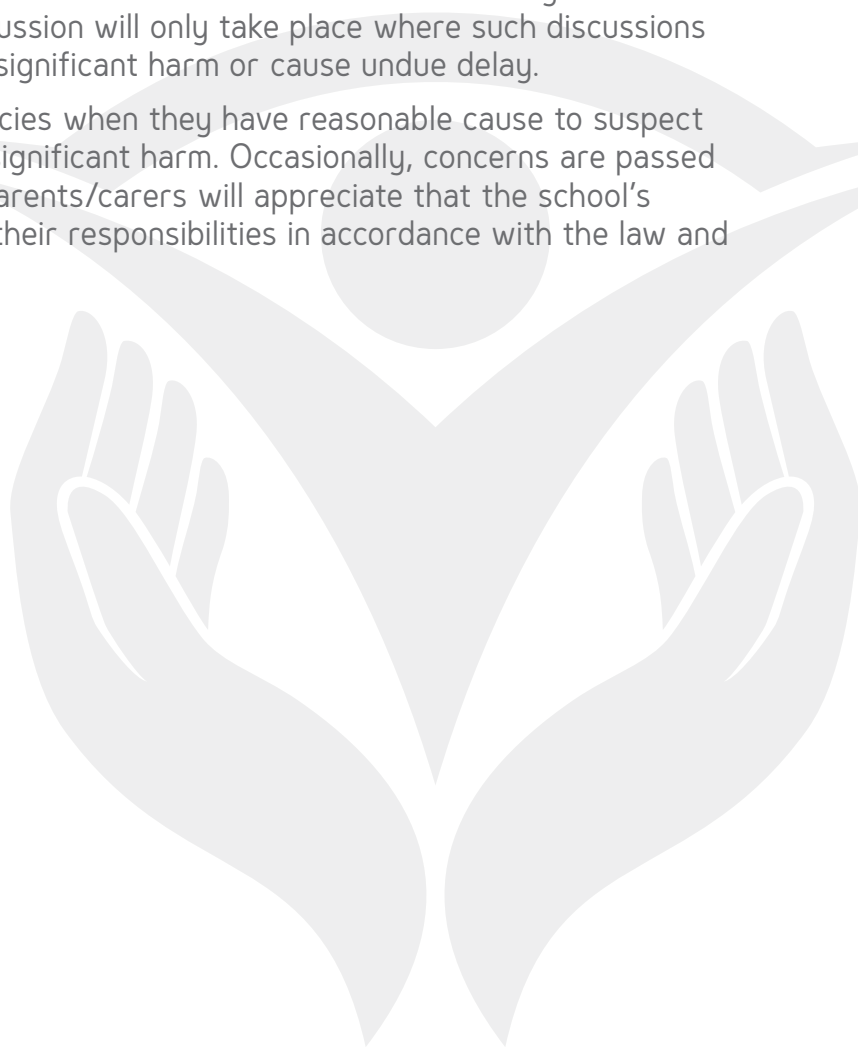 ussion will only take place where such discussions
significant harm or cause undue delay.
cies when they have reasonable cause to suspect
ignificant harm. Occasionally, concerns are passed
arents/carers will appreciate that the school's
their responsibilities in accordance with the law and